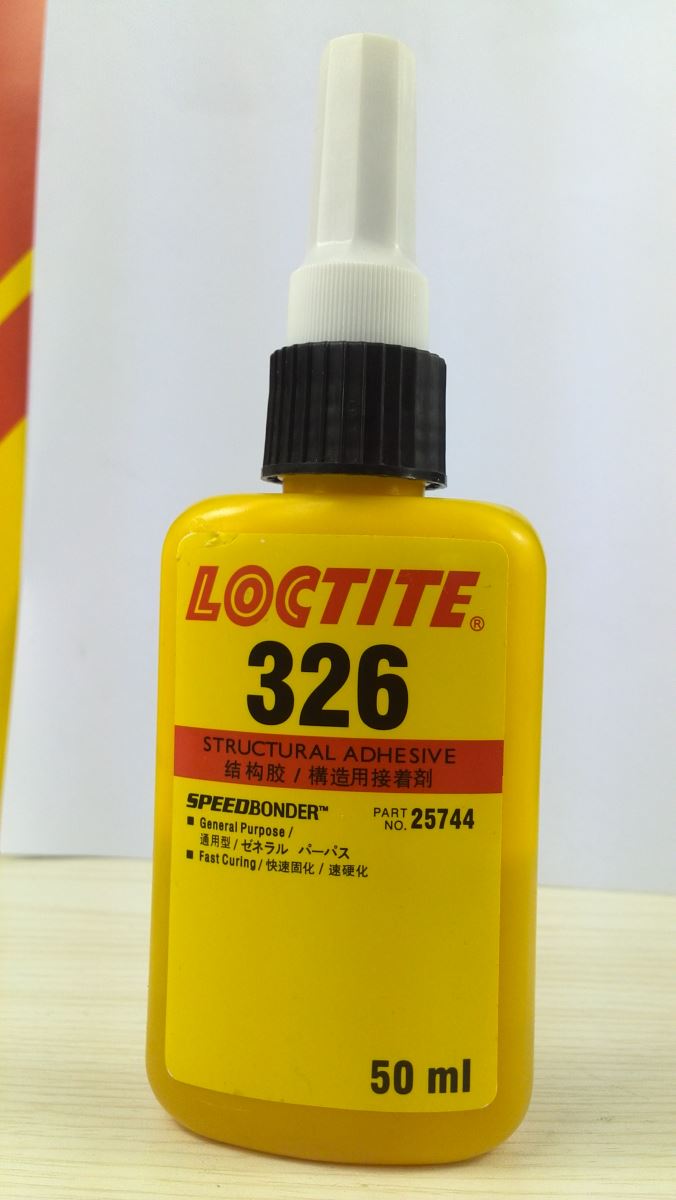 LOCTITE®
326
STRUCTURAL ADHESIVE
结构胶 / 構造用接着剤
SPEEDBONDER™
PART NO. 25744
■ General Purpose /
通用型 / ゼネラル パーパス
■ Fast Curing / 快速固化 / 速硬化
50 ml